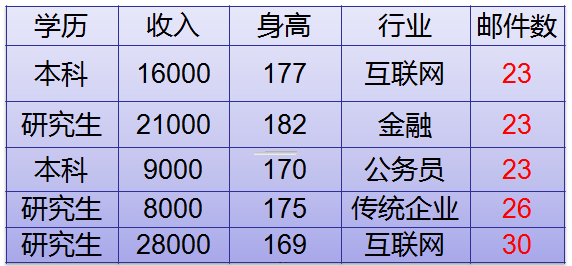 学历 收入 身高 行业 邮件数
本科 16000 177 互联网 23
研究生 21000 182 金融 23
本科 9000 170 公务员 23
研究生 8000 175 传统企业 26
研究生 28000 169 互联网 30